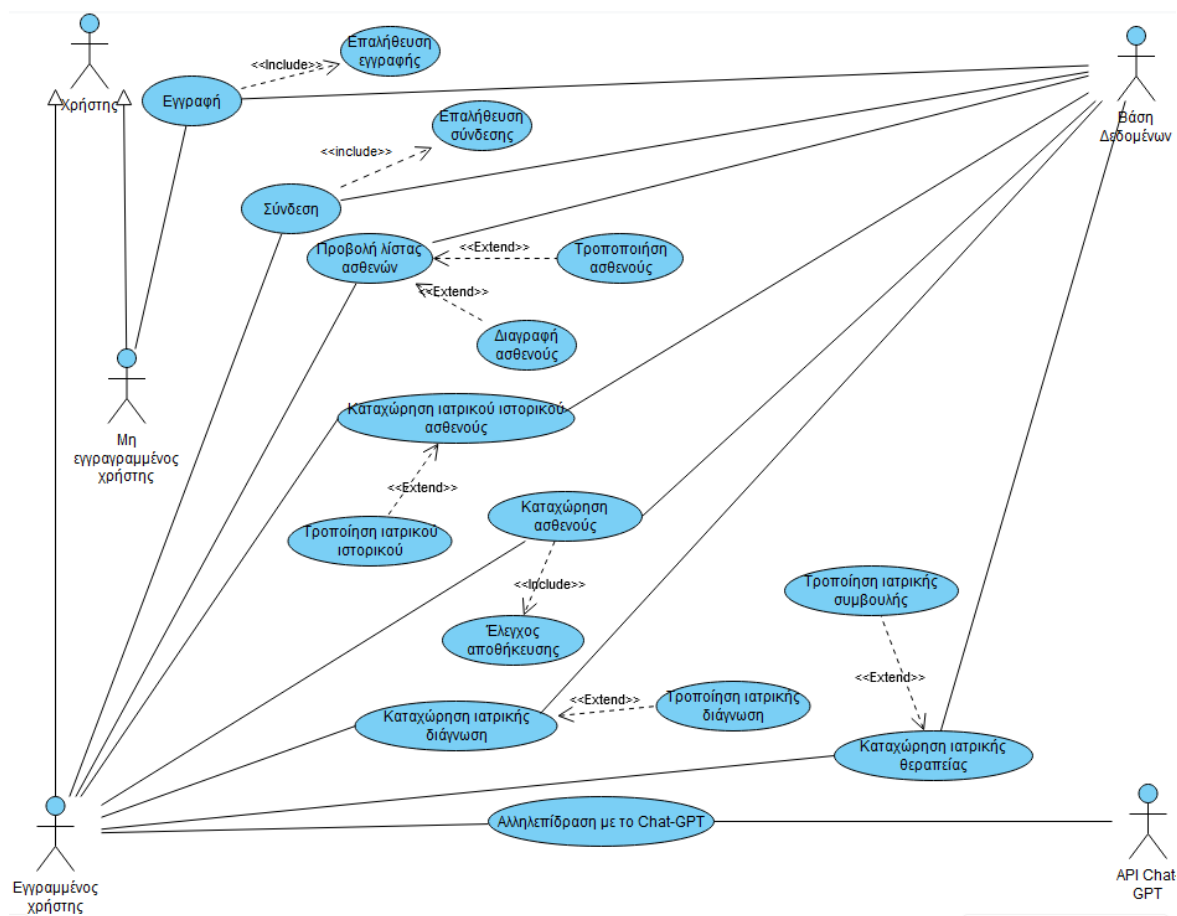 Επαλήθευση
εγγραφής
<<Include>>
Χρήστης
Εγγραφή
Βάση
Δεδομένων
Επαλήθευση
σύνδεσης
<<include>>
Σύνδεση
Προβολή λίστας
ασθενών
<<Extend>>
Τροποποιήση
ασθενούς
<<Extend>>
Διαγραφή
ασθενούς
Καταχώρηση ιατρικού ιστορικού
ασθενούς
Μη
εγγραγραμμένος
χρήστης
<<Extend>>
Τροποίηση ιατρικού
ιστορικού
Καταχώρηση
ασθενούς
<<Include>>
Έλεγχος
αποθήκευσης
Τροποίηση ιατρικής
συμβουλής
<<Extend>>
Καταχώρηση ιατρικής
διάγνωση
<<Extend>>
Τροποίηση ιατρικής
διάγνωση
Καταχώρηση ιατρικής
θεραπείας
Αλληλεπίδραση με το Chat-GPT
Εγγραμμένος
χρήστης
API Chat
GPT